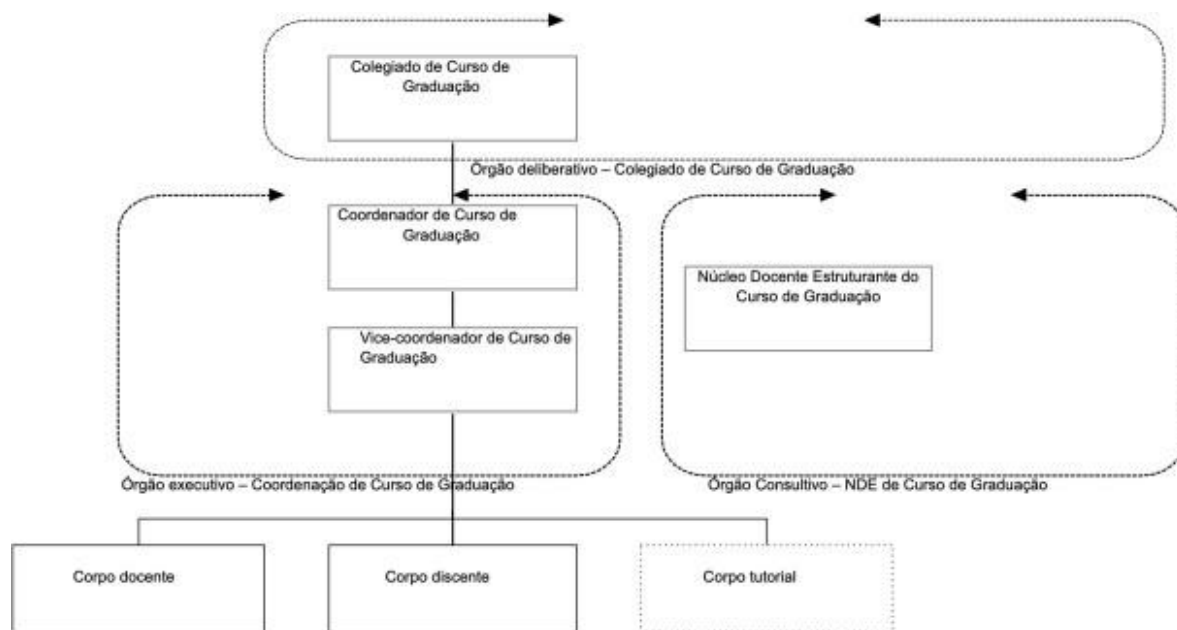 Colegiado de Curso de
Graduação
Órgão deliberativo – Colegiado de Curso de Graduação
Coordenador de Curso de
Graduação
Vice-coordenador de Curso de
Graduação
Órgão executivo – Coordenação de Curso de Graduação
Núcleo Docente Estruturante do
Curso de Graduação
Órgão Consultivo – NDE de Curso de Graduação
Corpo docente
Corpo discente
Corpo tutorial